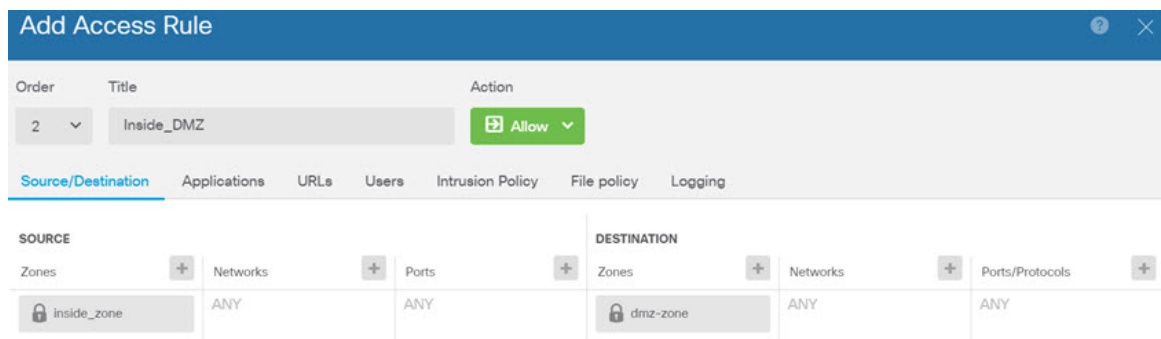 Add Access Rule
Order Title Action
2 Inside_DMZ Allow
Source/Destination Applications URLs Users Intrusion Policy File policy Logging
SOURCE DESTINATION
Zones Networks Ports Zones Networks Ports/Protocols
inside_zone ANY ANY dmz-zone ANY ANY